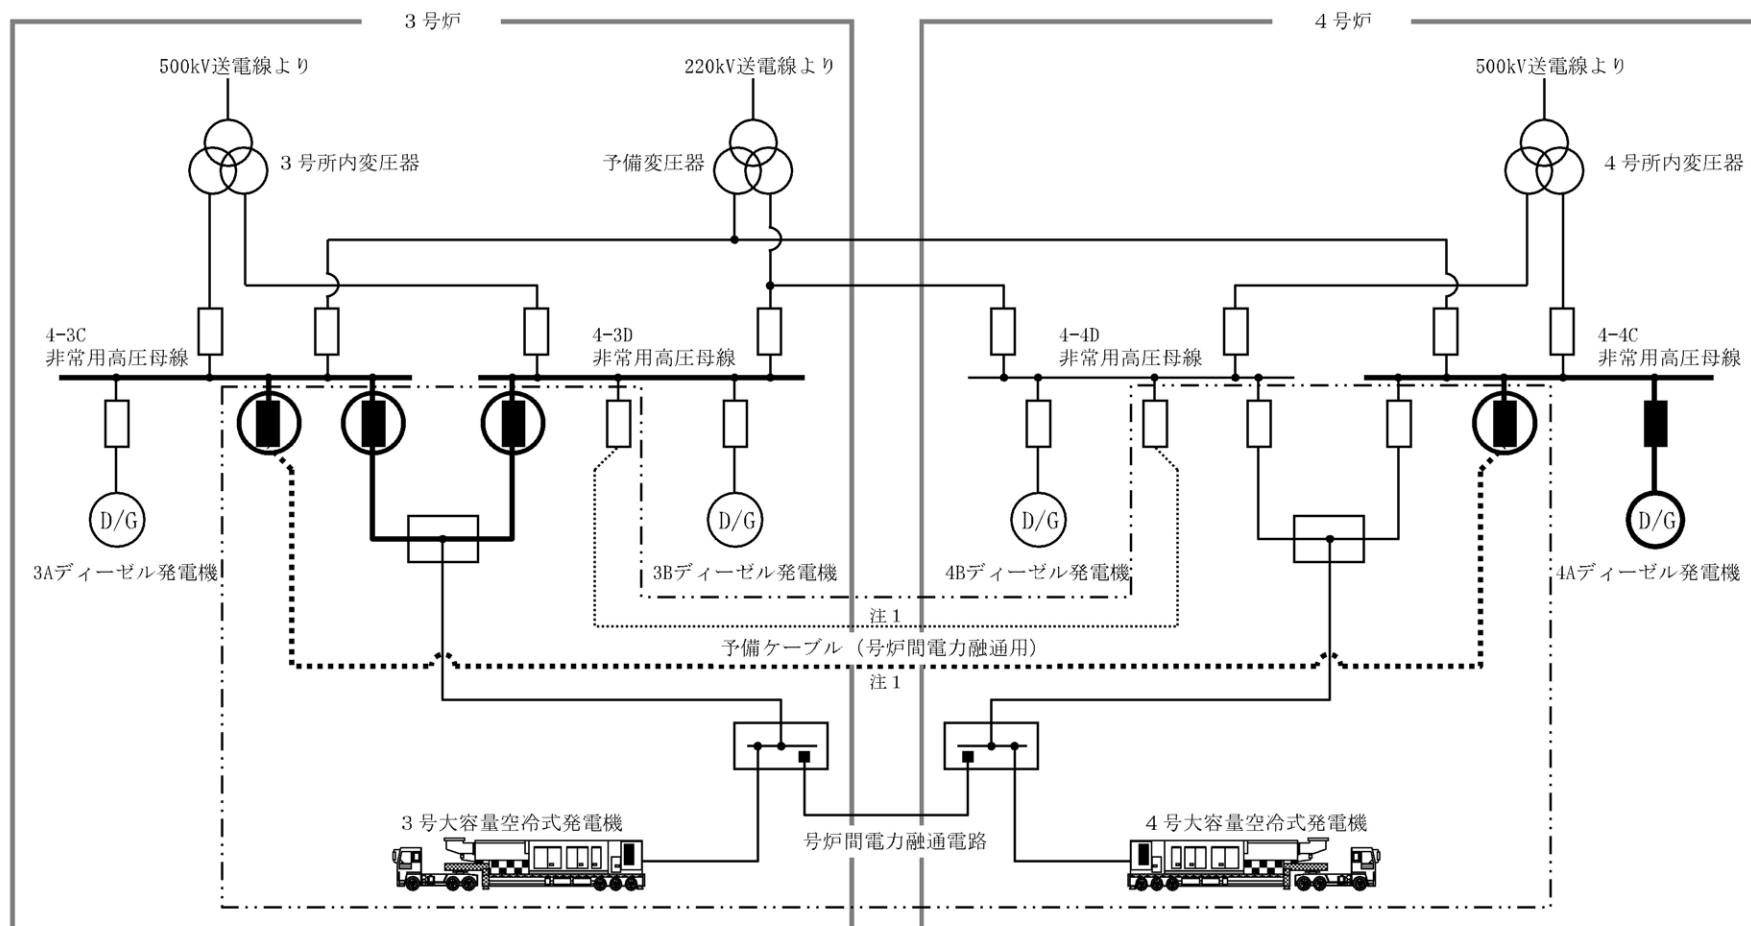 ３号炉
４号炉
500kV送電線より
220kV送電線より
500kV送電線より
３号所内変圧器
予備変圧器
４号所内変圧器
4-3C
非常用高圧母線
4-3D
非常用高圧母線
4-4D
非常用高圧母線
4-4C
非常用高圧母線
D/G
D/G
D/G
D/G
3Aディーゼル発電機
3Bディーゼル発電機
4Bディーゼル発電機
4Aディーゼル発電機
注１
予備ケーブル（号炉間電力融通用）
注１
３号大容量空冷式発電機
号炉間電力融通電路
４号大容量空冷式発電機